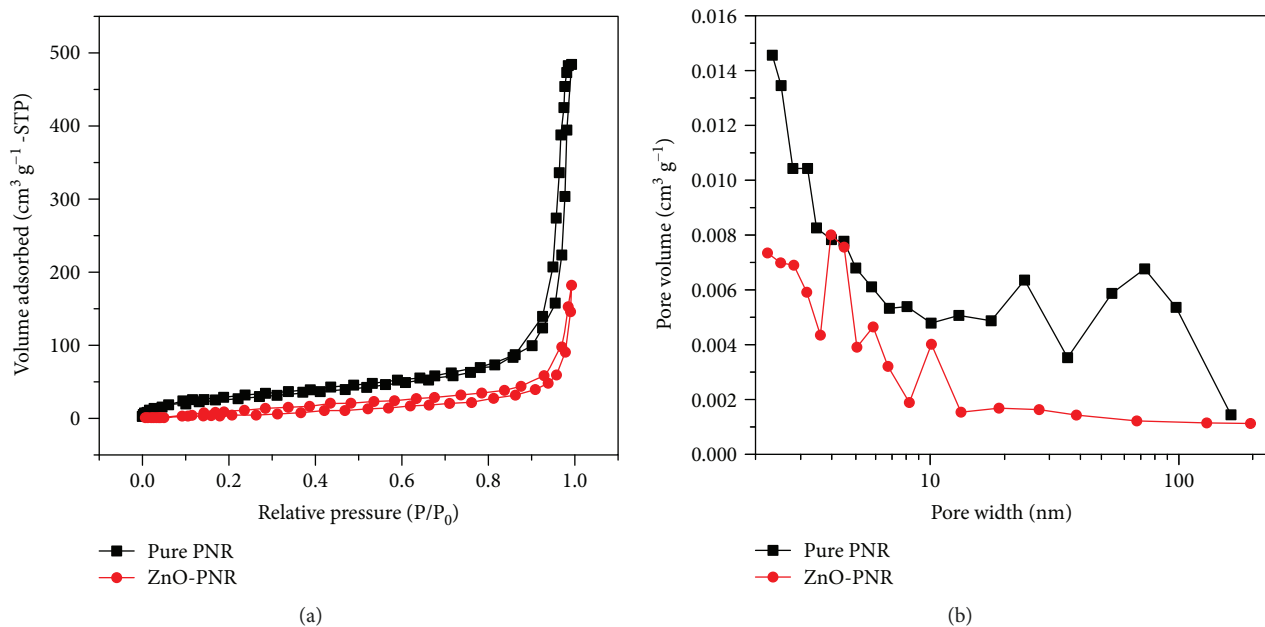 500
400
300
200
100
0
Volume adsorbed (cm³ g⁻¹ -STP)
0.0 0.2 0.4 0.6 0.8 1.0
Relative pressure (P/P₀)
Pure PNR
ZnO-PNR
(a)
0.016
0.014
0.012
0.010
0.008
0.006
0.004
0.002
0.000
Pore volume (cm³ g⁻¹)
10 100
Pore width (nm)
Pure PNR
ZnO-PNR
(b)